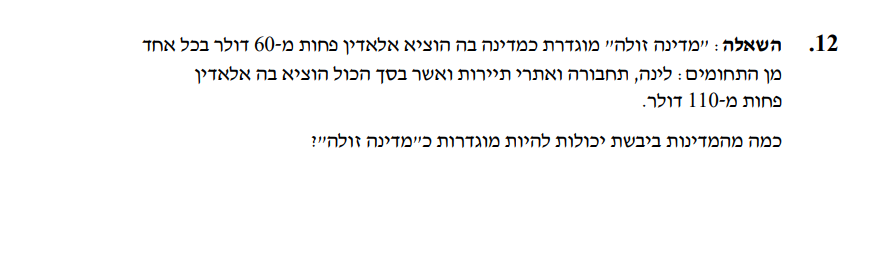 12. השאלה: "מדינה זולה" מוגדרת כמדינה בה הוציא אלאדין פחות מ-60 דולר בכל אחד
מן התחומים: לינה, תחבורה ואתרי תיירות ואשר בסך הכול הוציא בה אלאדין
פחות מ-110 דולר.
כמה מהמדינות ביבשת יכולות להיות מוגדרות כ"מדינה זולה"?